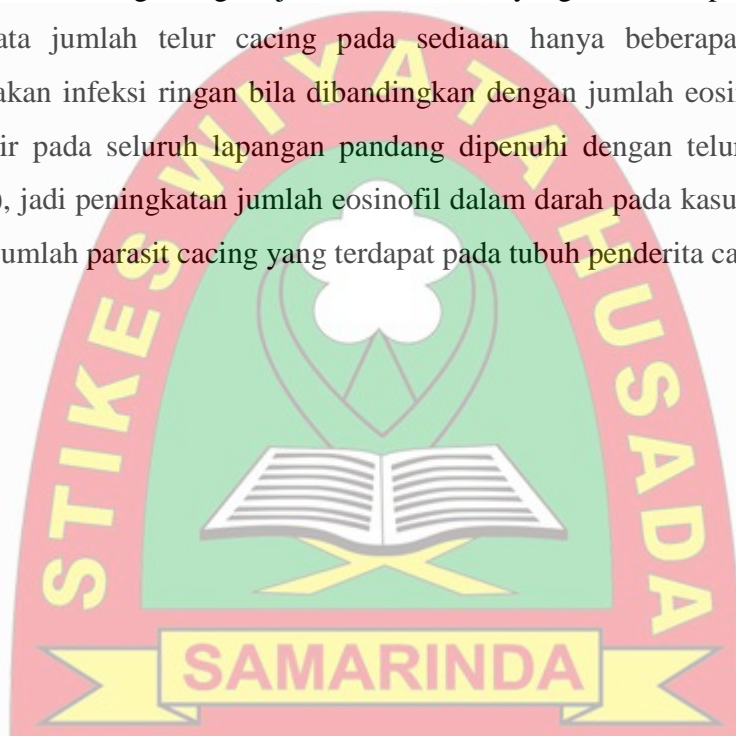 ata jumlah telur cacing pada sediaan hanya beberapa
akan infeksi ringan bila dibandingkan dengan jumlah eosin
ir pada seluruh lapangan pandang dipenuhi dengan telur
), jadi peningkatan jumlah eosinofil dalam darah pada kasu
umlah parasit cacing yang terdapat pada tubuh penderita ca
STIKES WIYATA HUSADA
SAMARINDA